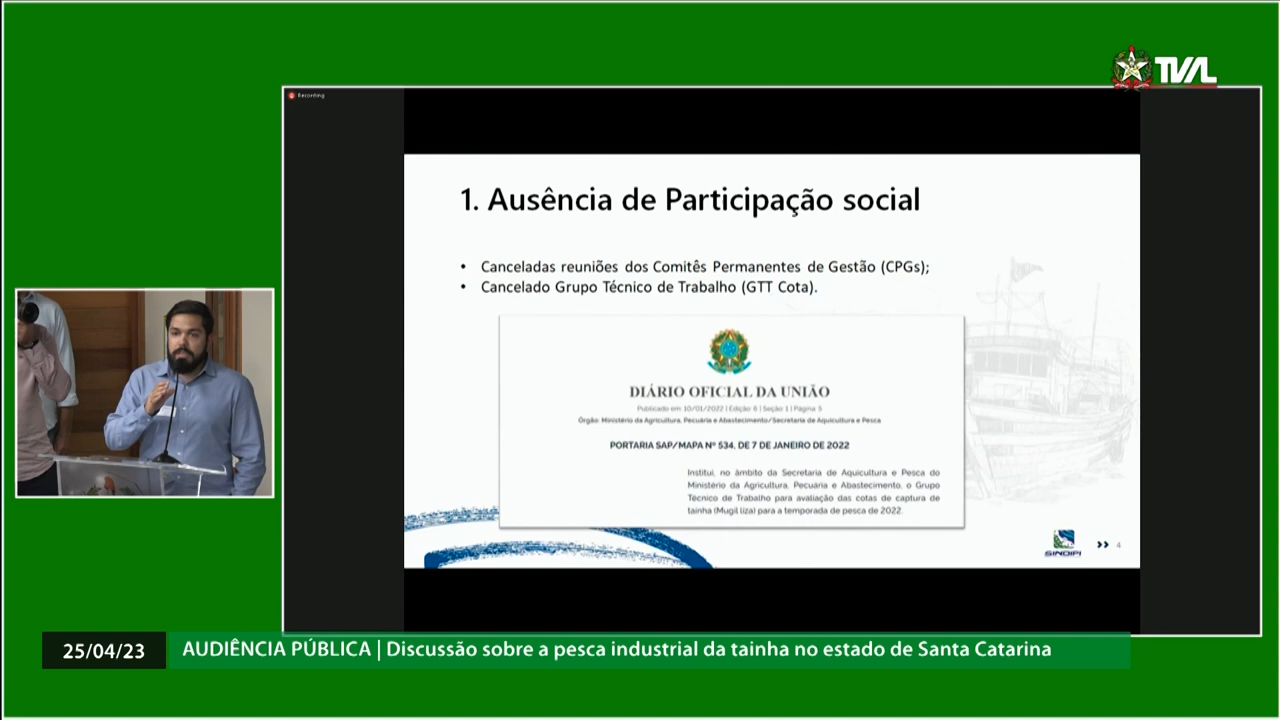 TVAL
Recording
1. Ausência de Participação social
• Canceladas reuniões dos Comitês Permanentes de Gestão (CPGs);
• Cancelado Grupo Técnico de Trabalho (GTT Cota).
DIÁRIO OFICIAL DA UNIÃO
Publicado em: 10/01/2022 | Edição: 6 | Seção: 1 | Página: 5
Órgão: Ministério da Agricultura, Pecuária e Abastecimento/Secretaria de Aquicultura e Pesca
PORTARIA SAP/MAPA Nº 534, DE 7 DE JANEIRO DE 2022
Institui, no âmbito da Secretaria de Aquicultura e Pesca do
Ministério da Agricultura, Pecuária e Abastecimento, o Grupo
Técnico de Trabalho para avaliação das cotas de captura de
tainha (Mugil liza) para a temporada de pesca de 2022.
SINDIPI
4
25/04/23
AUDIÊNCIA PÚBLICA | Discussão sobre a pesca industrial da tainha no estado de Santa Catarina